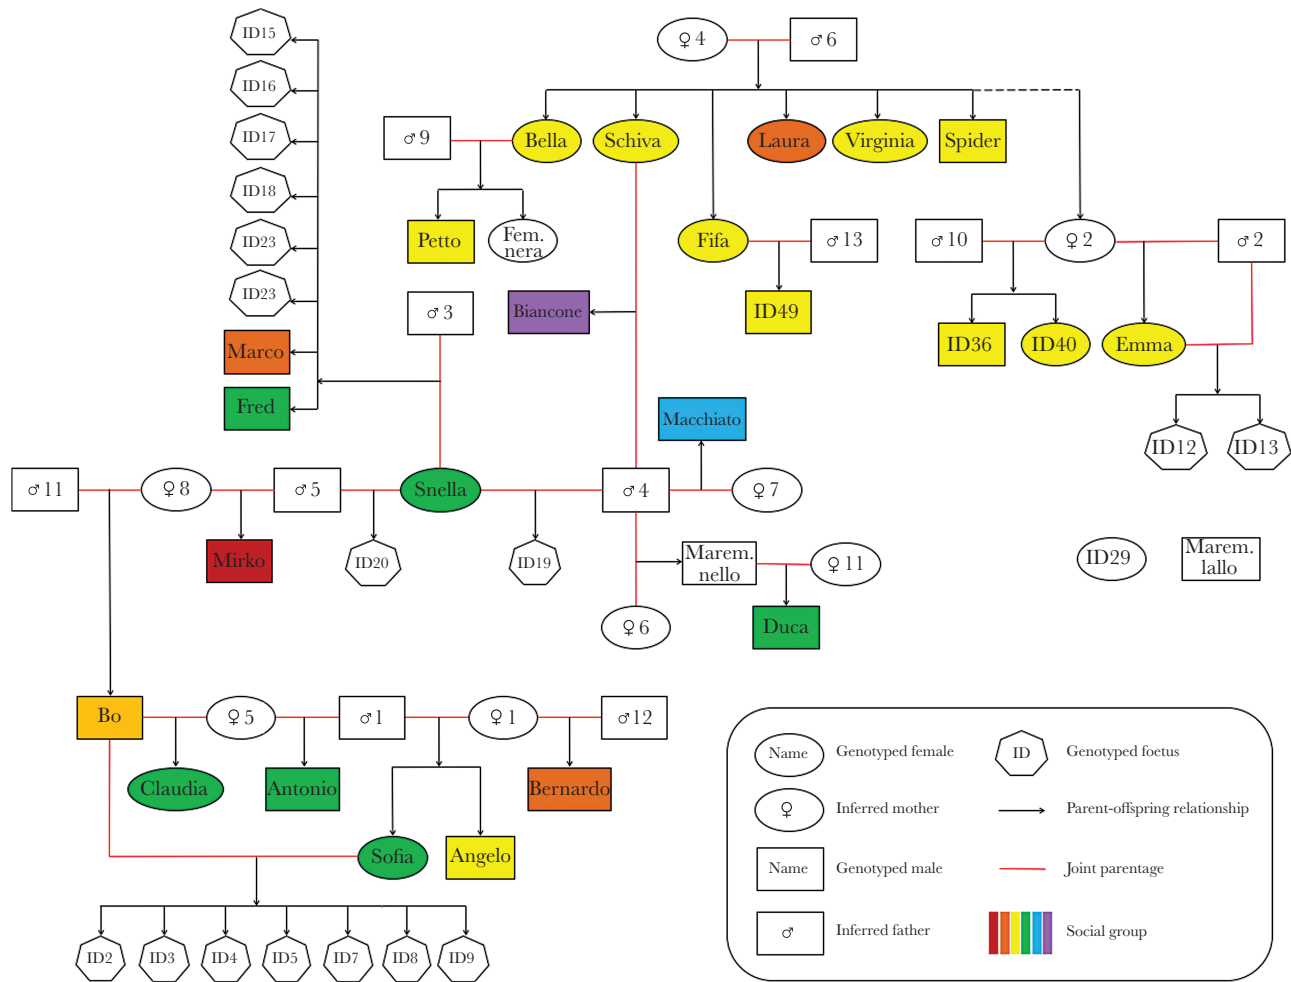 ID15
♀4
♂6
ID16
ID17
♂9
Bella
Schiva
Laura
Virginia
Spider
ID18
ID23
Petto
Fem.
nera
Fifa
♂13
♂10
♀2
♂2
ID23
♂3
Biancone
ID49
Marco
ID36
ID40
Emma
Fred
Macchiato
ID12
ID13
♂11
♀8
♂5
Snella
♂4
♀7
Mirko
ID20
ID19
Marem.
nello
♀11
ID29
Marem.
lallo
♀6
Duca
Bo
♀5
♂1
♀1
♂12
Claudia
Antonio
Bernardo
Sofia
Angelo
ID2
ID3
ID4
ID5
ID7
ID8
ID9
Name
Genotyped female
ID
Genotyped foetus
♀
Inferred mother
Parent-offspring relationship
Name
Genotyped male
Joint parentage
♂
Inferred father
Social group